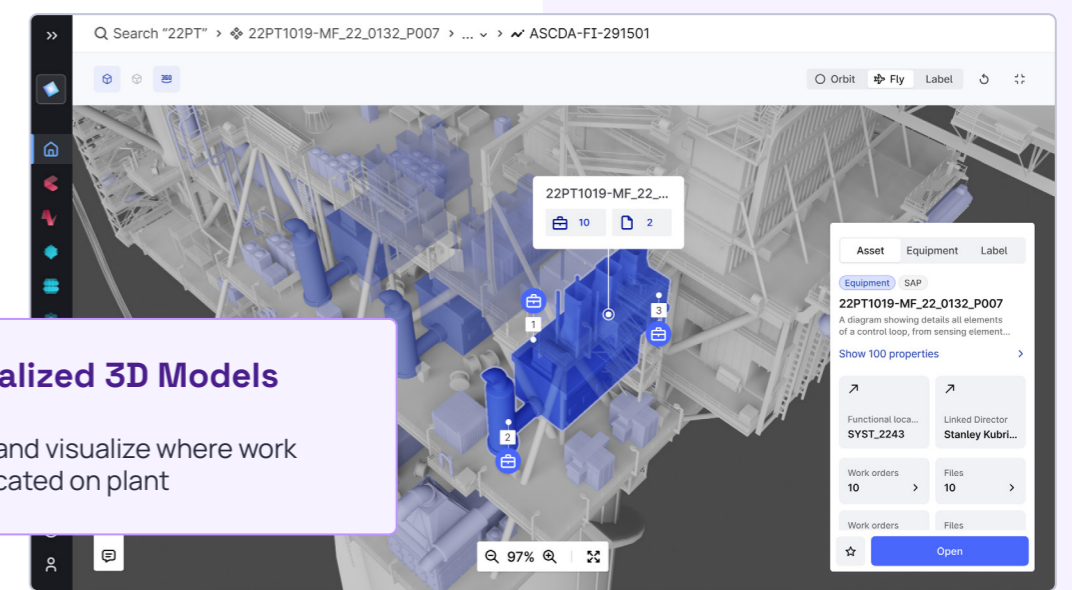 Search "22PT" > 22PT1019-MF_22_0132_P007 > ... > ASCDA-FI-291501
360
Orbit Fly Label
22PT1019-MF_22_...
10 2
1
3
2
Asset Equipment Label
Equipment SAP
22PT1019-MF_22_0132_P007
A diagram showing details all elements
of a control loop, from sensing element...
Show 100 properties
Functional loca...
SYST_2243
Linked Director
Stanley Kubri...
Work orders
10
Files
10
Work orders
Files
Open
alized 3D Models
and visualize where work
cated on plant
97%